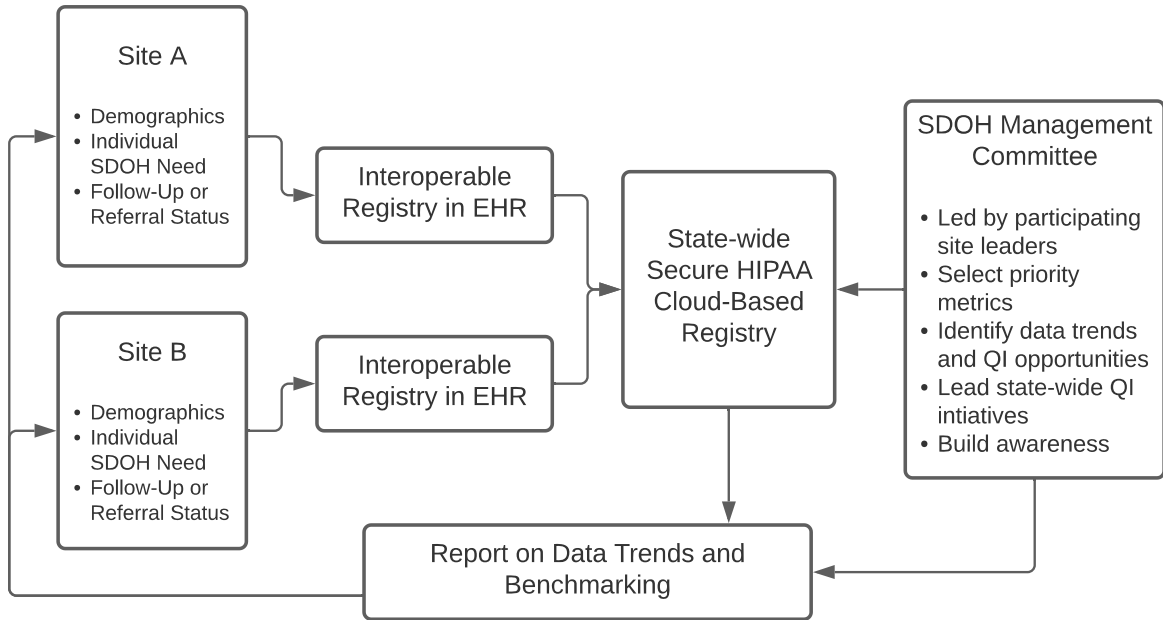 Site A
• Demographics
• Individual
SDOH Need
• Follow-Up or
Referral Status
Interoperable
Registry in EHR
Site B
• Demographics
• Individual
SDOH Need
• Follow-Up or
Referral Status
Interoperable
Registry in EHR
State-wide
Secure HIPAA
Cloud-Based
Registry
SDOH Management
Committee
• Led by participating
site leaders
• Select priority
metrics
• Identify data trends
and QI opportunities
• Lead state-wide QI
intiatives
• Build awareness
Report on Data Trends and
Benchmarking